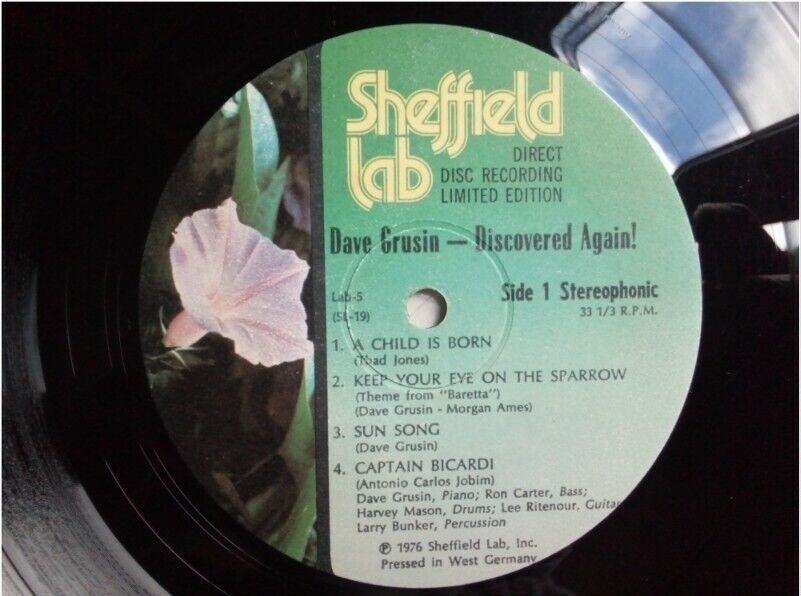 Sheffield
Lab
DIRECT
DISC RECORDING
LIMITED EDITION
Dave Grusin — Discovered Again!
Lab-5
(SL-19)
Side 1 Stereophonic
33 1/3 R.P.M.
1. A CHILD IS BORN
(Thad Jones)
2. KEEP YOUR EYE ON THE SPARROW
(Theme from "Baretta")
(Dave Grusin - Morgan Ames)
3. SUN SONG
(Dave Grusin)
4. CAPTAIN BICARDI
(Antonio Carlos Jobim)
Dave Grusin, Piano; Ron Carter, Bass;
Harvey Mason, Drums; Lee Ritenour, Guitar
Larry Bunker, Percussion
℗ 1976 Sheffield Lab, Inc.
Pressed in West Germany